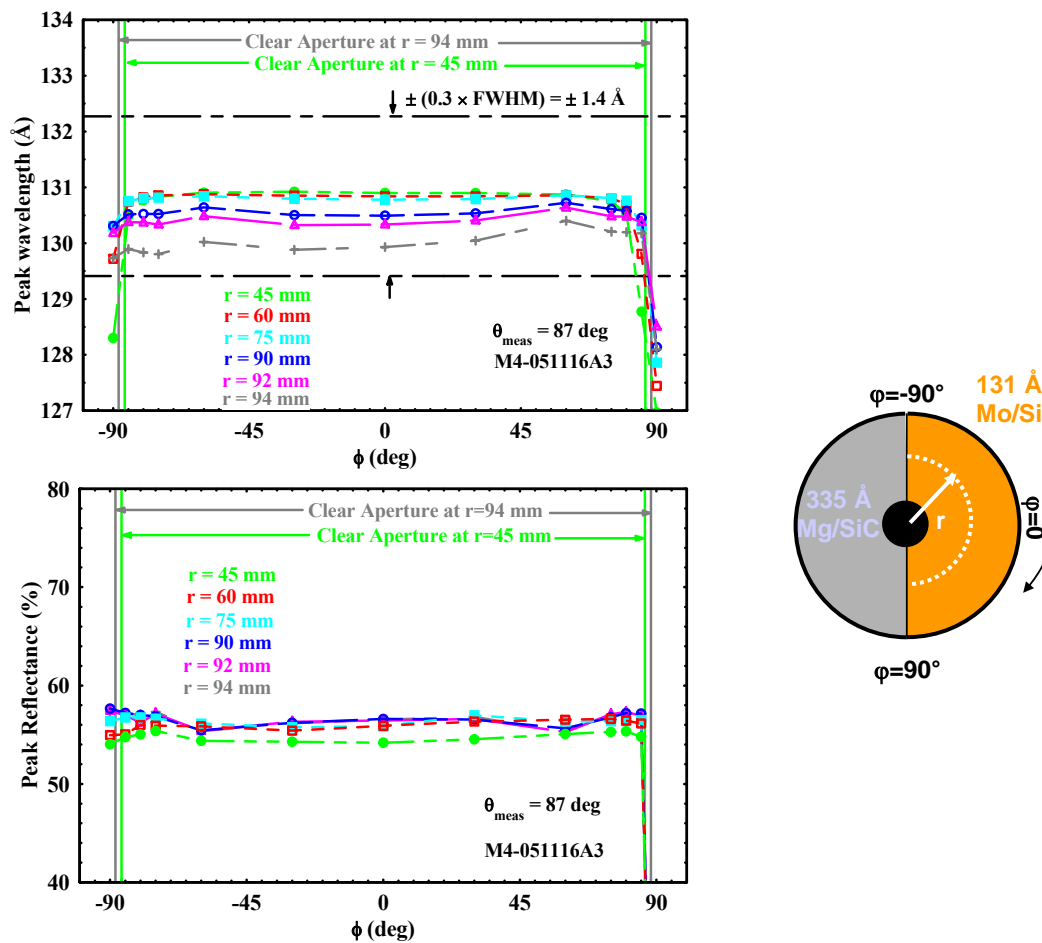 134
133
132
131
130
129
128
127
Peak wavelength (Å)
Clear Aperture at r = 94 mm
Clear Aperture at r = 45 mm
± (0.3 × FWHM) = ± 1.4 Å
r = 45 mm
r = 60 mm
r = 75 mm
r = 90 mm
r = 92 mm
r = 94 mm
θmeas = 87 deg
M4-051116A3
-90 -45 0 45 90
ϕ (deg)
80
70
60
50
40
Peak Reflectance (%)
Clear Aperture at r=94 mm
Clear Aperture at r=45 mm
r = 45 mm
r = 60 mm
r = 75 mm
r = 90 mm
r = 92 mm
r = 94 mm
θmeas = 87 deg
M4-051116A3
-90 -45 0 45 90
ϕ (deg)
φ=-90°
131 Å
Mo/Si
335 Å
Mg/SiC
r
φ=0
φ=90°